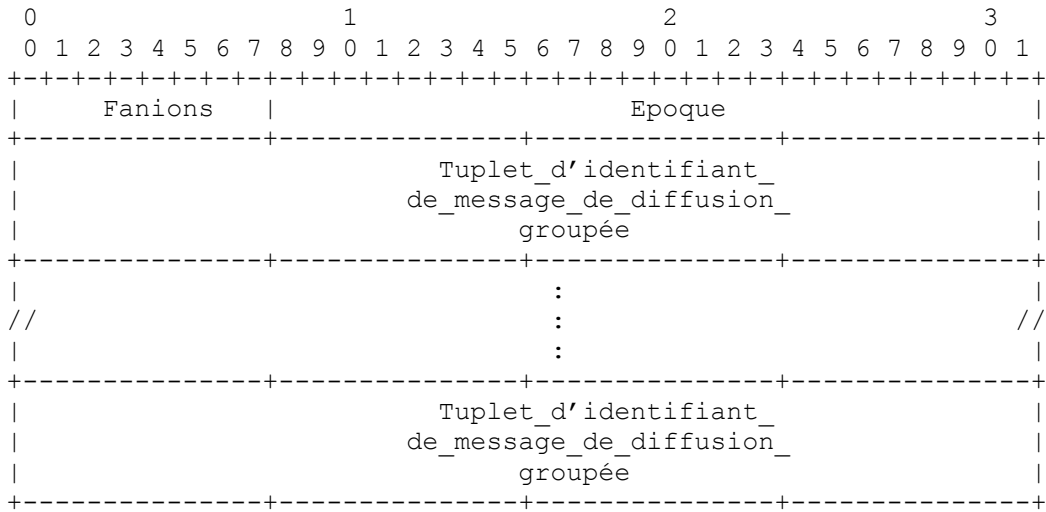 0                   1                   2                   3
0 1 2 3 4 5 6 7 8 9 0 1 2 3 4 5 6 7 8 9 0 1 2 3 4 5 6 7 8 9 0 1
+-+-+-+-+-+-+-+-+-+-+-+-+-+-+-+-+-+-+-+-+-+-+-+-+-+-+-+-+-+-+-+-+
| Fanions | Epoque |
+---------------+---------------+---------------+---------------+
| Tuplet_d’identifiant_ |
| de_message_de_diffusion_ |
| groupée |
+---------------+---------------+---------------+---------------+
| : |
// : //
| : |
+---------------+---------------+---------------+---------------+
| Tuplet_d’identifiant_ |
| de_message_de_diffusion_ |
| groupée |
+---------------+---------------+---------------+---------------+